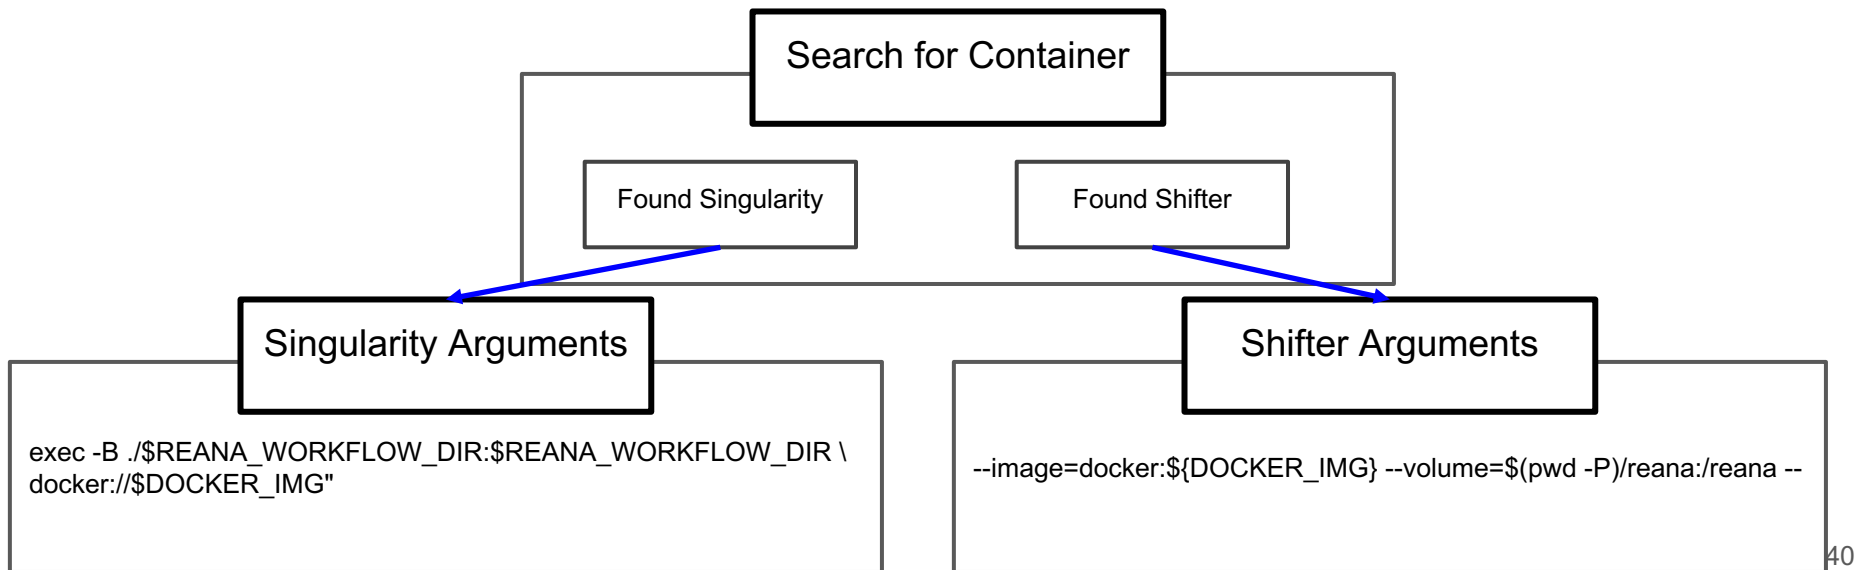 Search for Container
Found Singularity
Found Shifter
Singularity Arguments
Shifter Arguments
exec -B ./$REANA_WORKFLOW_DIR:$REANA_WORKFLOW_DIR \
docker://$DOCKER_IMG"
--image=docker:${DOCKER_IMG} --volume=$(pwd -P)/reana:/reana --
40